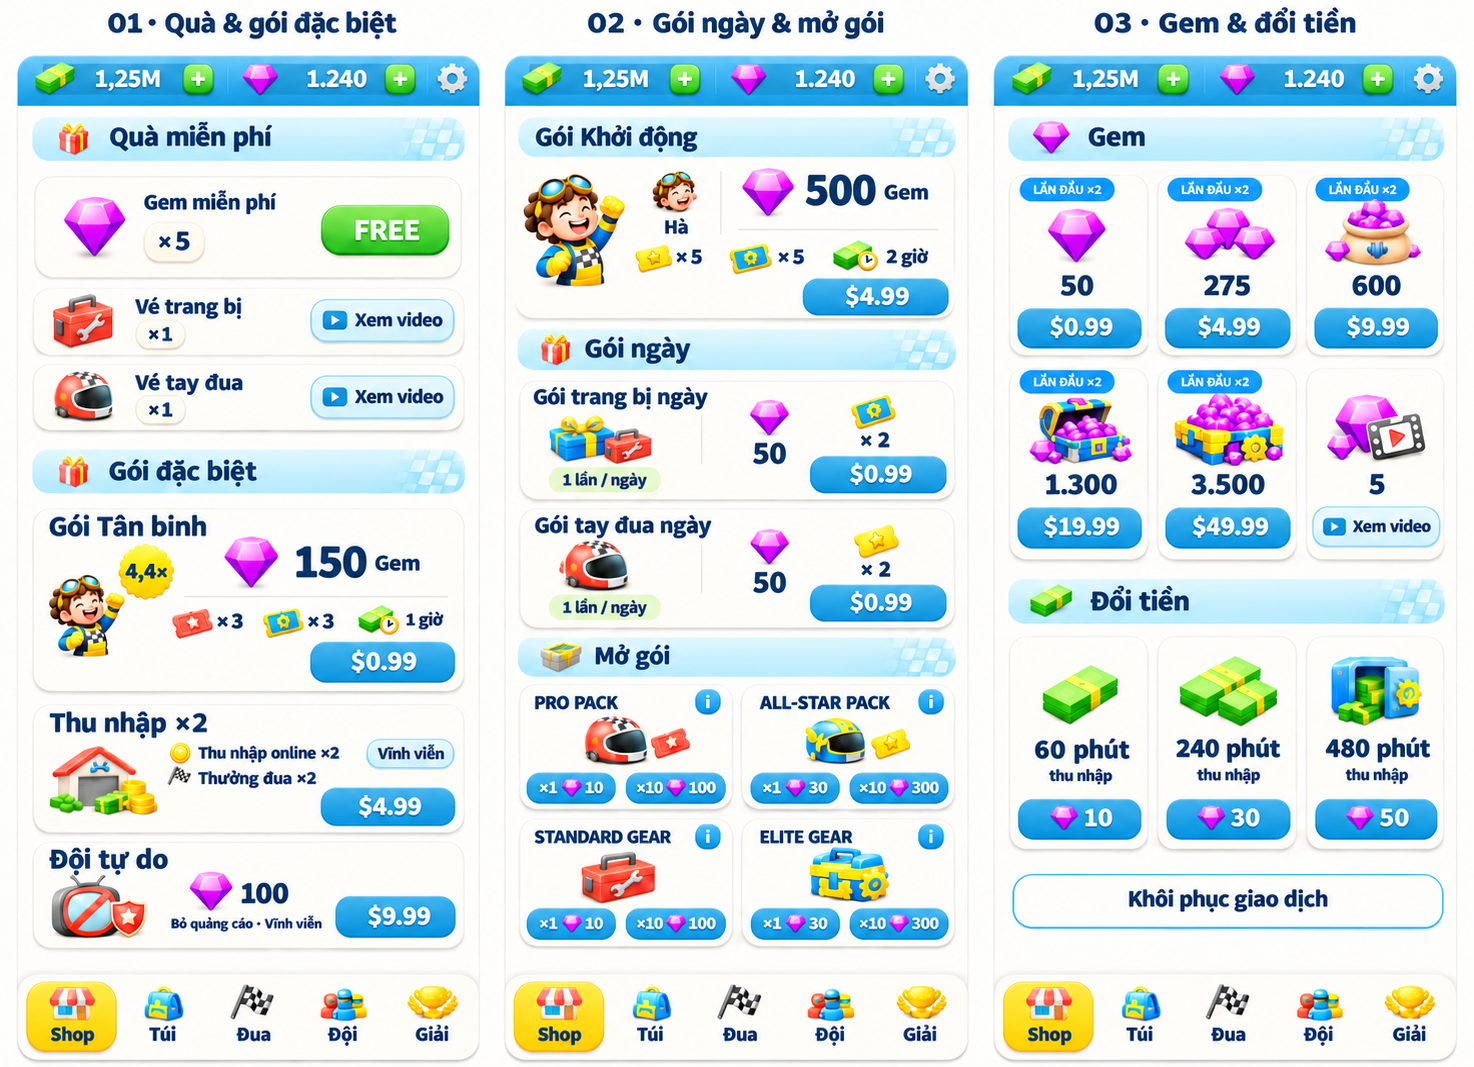 01 · Quà & gói đặc biệt
1,25M + 1.240 +
Quà miễn phí
Gem miễn phí
×5
FREE
Vé trang bị
×1
Xem video
Vé tay đua
×1
Xem video
Gói đặc biệt
Gói Tân binh
4,4×
150 Gem
×3 ×3 1 giờ
$0.99
Thu nhập ×2
Thu nhập online ×2
Vĩnh viễn
Thưởng đua ×2
$4.99
Đội tự do
100
Bỏ quảng cáo · Vĩnh viễn
$9.99
Shop Túi Đua Đội Giải
02 · Gói ngày & mở gói
1,25M + 1.240 +
Gói Khởi động
Hà
500 Gem
×5 ×5 2 giờ
$4.99
Gói ngày
Gói trang bị ngày
1 lần / ngày
50
× 2
$0.99
Gói tay đua ngày
1 lần / ngày
50
× 2
$0.99
Mở gói
PRO PACK i
×1 10 ×10 100
ALL-STAR PACK i
×1 30 ×10 300
STANDARD GEAR i
×1 10 ×10 100
ELITE GEAR i
×1 30 ×10 300
Shop Túi Đua Đội Giải
03 · Gem & đổi tiền
1,25M + 1.240 +
Gem
LẦN ĐẦU ×2
50
$0.99
LẦN ĐẦU ×2
275
$4.99
LẦN ĐẦU ×2
600
$9.99
LẦN ĐẦU ×2
1.300
$19.99
LẦN ĐẦU ×2
3.500
$49.99
5
Xem video
Đổi tiền
60 phút
thu nhập
10
240 phút
thu nhập
30
480 phút
thu nhập
50
Khôi phục giao dịch
Shop Túi Đua Đội Giải